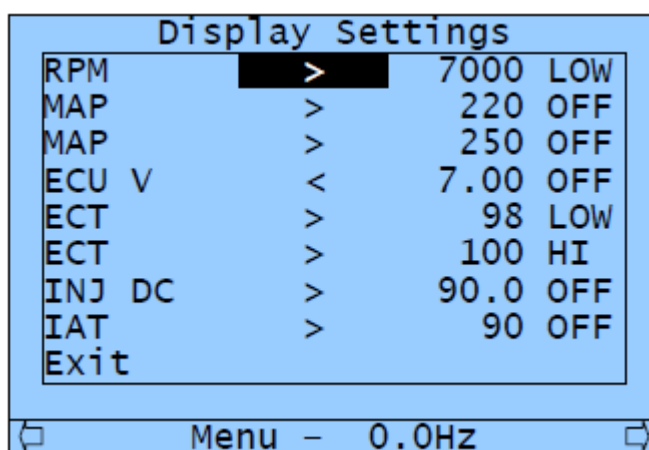 Display Settings
RPM > 7000 LOW
MAP > 220 OFF
MAP > 250 OFF
ECU V < 7.00 OFF
ECT > 98 LOW
ECT > 100 HI
INJ DC > 90.0 OFF
IAT > 90 OFF
Exit
Menu - 0.0Hz